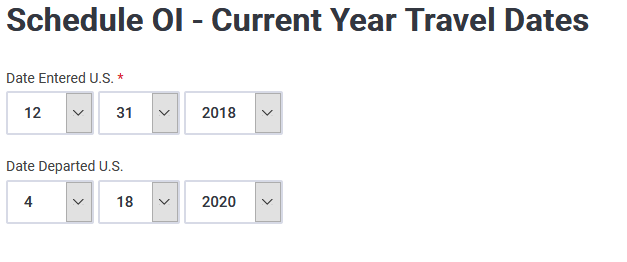 Schedule OI - Current Year Travel Dates
Date Entered U.S. *
12 31 2018
Date Departed U.S.
4 18 2020